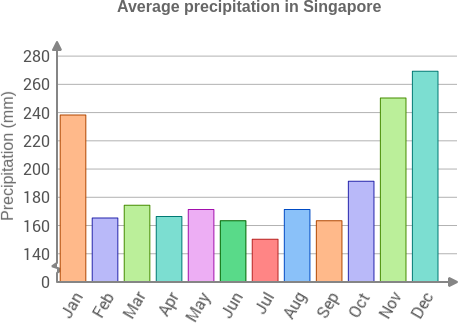 Average precipitation in Singapore
Precipitation (mm)
280
260
240
220
200
180
160
140
0
Jan
Feb
Mar
Apr
May
Jun
Jul
Aug
Sep
Oct
Nov
Dec